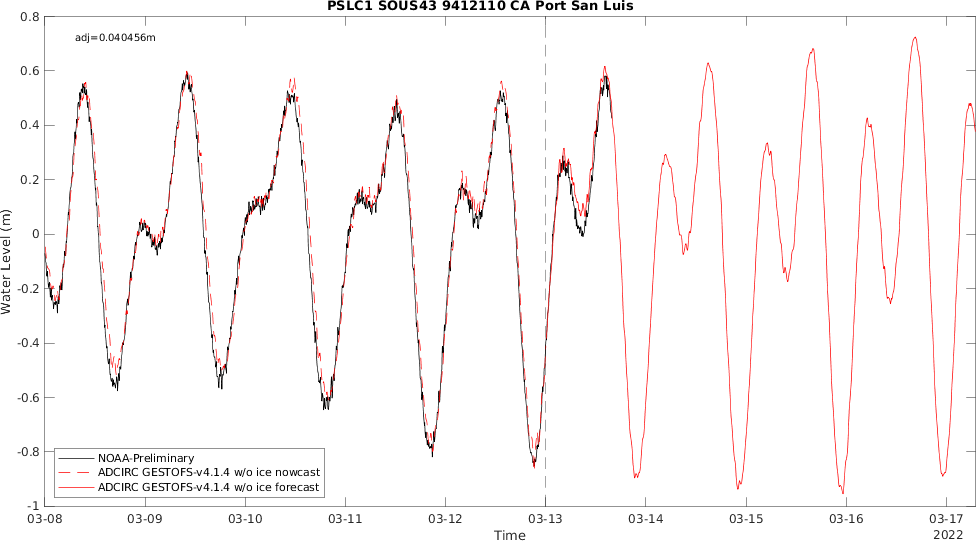 PSLC1 SOUS43 9412110 CA Port San Luis
adj=0.040456m
0.8
0.6
0.4
0.2
0
-0.2
-0.4
-0.6
-0.8
-1
Water Level (m)
NOAA-Preliminary
ADCIRC GESTOFS-v4.1.4 w/o ice nowcast
ADCIRC GESTOFS-v4.1.4 w/o ice forecast
03-08 03-09 03-10 03-11 03-12 03-13 03-14 03-15 03-16 03-17
2022
Time